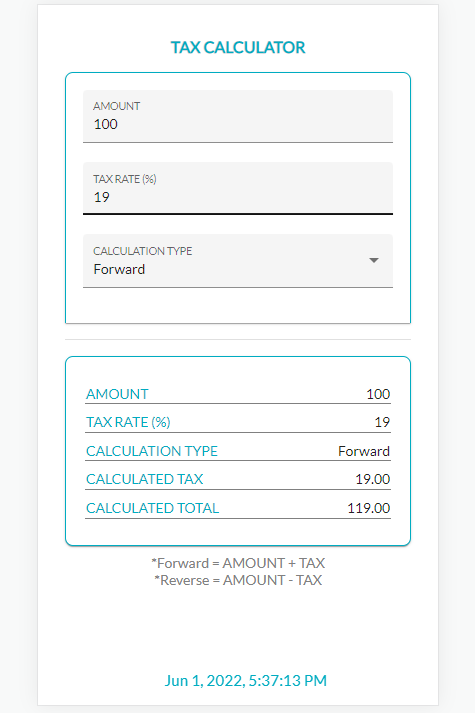 TAX CALCULATOR
AMOUNT
100
TAX RATE (%)
19
CALCULATION TYPE
Forward
AMOUNT 100
TAX RATE (%) 19
CALCULATION TYPE Forward
CALCULATED TAX 19.00
CALCULATED TOTAL 119.00
*Forward = AMOUNT + TAX
*Reverse = AMOUNT - TAX
Jun 1, 2022, 5:37:13 PM